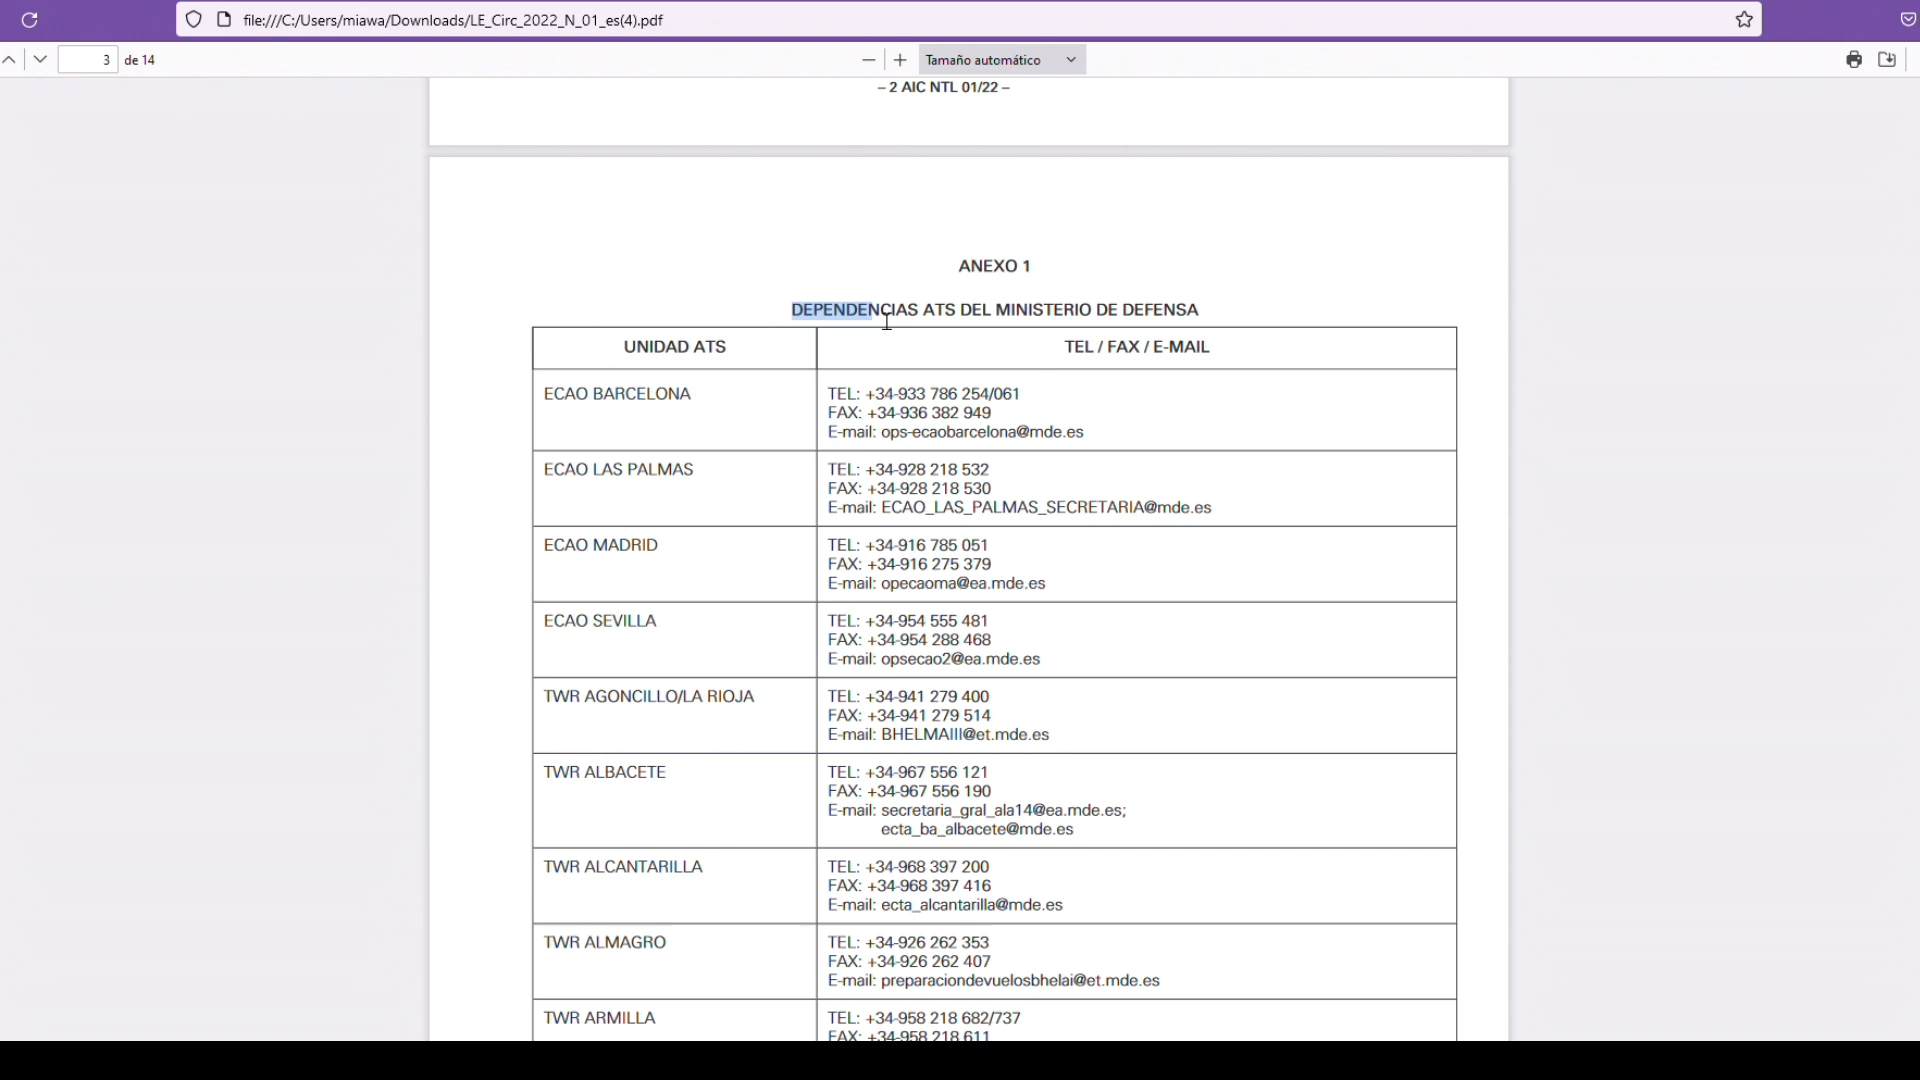 file:///C:/Users/miawa/Downloads/LE_Circ_2022_N_01_es(4).pdf
3 de 14
Tamaño automático
– 2 AIC NTL 01/22 –
ANEXO 1
DEPENDENCIAS ATS DEL MINISTERIO DE DEFENSA
UNIDAD ATS TEL / FAX / E-MAIL
ECAO BARCELONA TEL: +34-933 786 254/061
FAX: +34-936 382 949
E-mail: ops-ecaobarcelona@mde.es
ECAO LAS PALMAS TEL: +34-928 218 532
FAX: +34-928 218 530
E-mail: ECAO_LAS_PALMAS_SECRETARIA@mde.es
ECAO MADRID TEL: +34-916 785 051
FAX: +34-916 275 379
E-mail: opecaoma@ea.mde.es
ECAO SEVILLA TEL: +34-954 555 481
FAX: +34-954 288 468
E-mail: opsecao2@ea.mde.es
TWR AGONCILLO/LA RIOJA TEL: +34-941 279 400
FAX: +34-941 279 514
E-mail: BHELMAIII@et.mde.es
TWR ALBACETE TEL: +34-967 556 121
FAX: +34-967 556 190
E-mail: secretaria_gral_ala14@ea.mde.es;
ecta_ba_albacete@mde.es
TWR ALCANTARILLA TEL: +34-968 397 200
FAX: +34-968 397 416
E-mail: ecta_alcantarilla@mde.es
TWR ALMAGRO TEL: +34-926 262 353
FAX: +34-926 262 407
E-mail: preparaciondevuelosbhelai@et.mde.es
TWR ARMILLA TEL: +34-958 218 682/737
FAX: +34-958 218 611